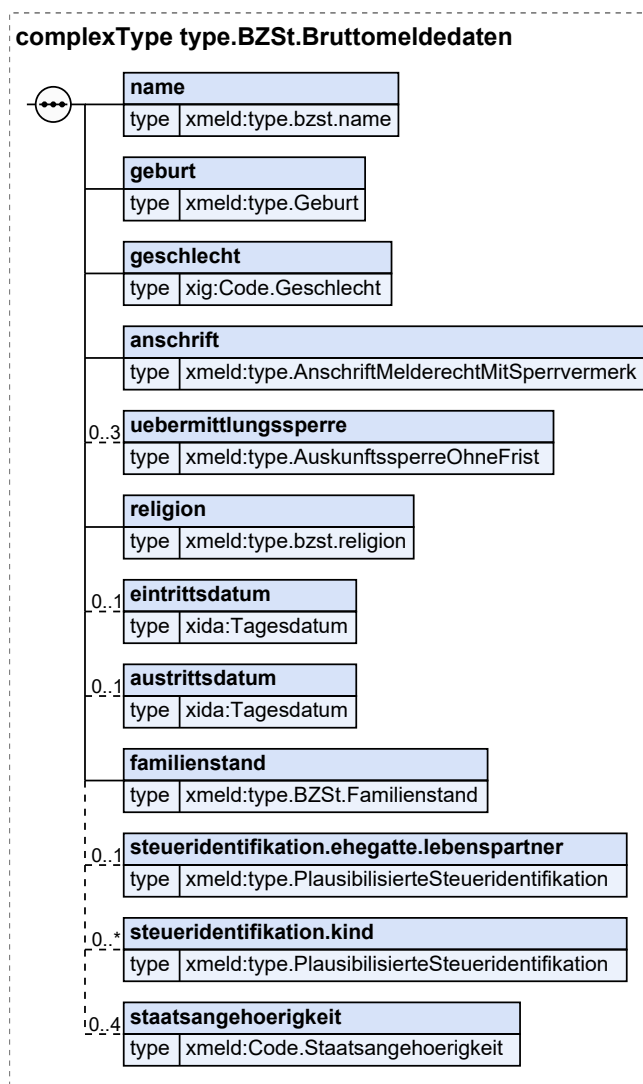 complexType type.BZSt.Bruttomeldedaten
name
type xmeld:type.bzst.name
geburt
type xmeld:type.Geburt
geschlecht
type xig:Code.Geschlecht
anschrift
type xmeld:type.AnschriftMelderechtMitSperrvermerk
0..3 uebermittlungssperre
type xmeld:type.AuskunftssperreOhneFrist
religion
type xmeld:type.bzst.religion
0..1 eintrittsdatum
type xida:Tagesdatum
0..1 austrittsdatum
type xida:Tagesdatum
familienstand
type xmeld:type.BZSt.Familienstand
0..1 steueridentifikation.ehegatte.lebenspartner
type xmeld:type.PlausibilisierteSteueridentifikation
0..* steueridentifikation.kind
type xmeld:type.PlausibilisierteSteueridentifikation
0..4 staatsangehoerigkeit
type xmeld:Code.Staatsangehoerigkeit